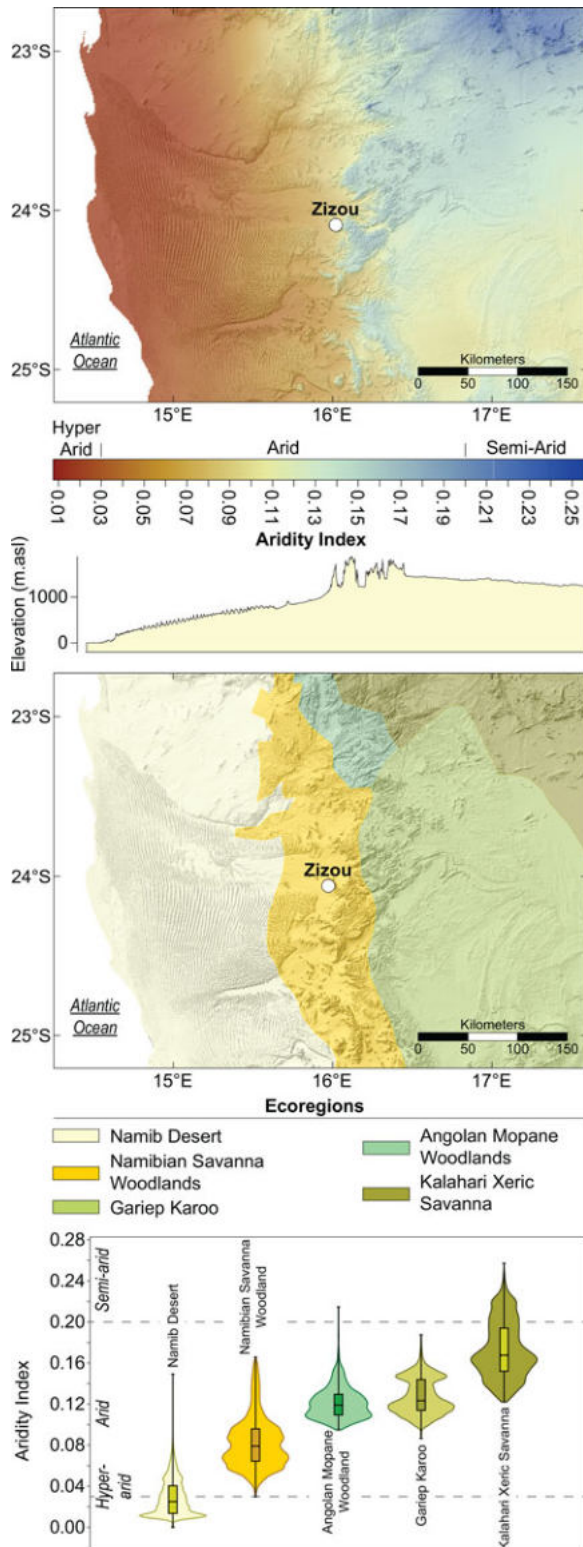 23°S
24°S
25°S
Zizou
Atlantic
Ocean
Kilometers
0 50 100 150
15°E 16°E 17°E
Hyper
Arid
Arid
Semi-Arid
0.01 0.03 0.05 0.07 0.09 0.11 0.13 0.15 0.17 0.19 0.21 0.23 0.25
Aridity Index
Elevation (m.asl)
1000
0
23°S
24°S
25°S
Zizou
Atlantic
Ocean
Kilometers
0 50 100 150
15°E 16°E 17°E
Ecoregions
Namib Desert
Namibian Savanna
Woodlands
Gariep Karoo
Angolan Mopane
Woodlands
Kalahari Xeric
Savanna
Aridity Index
0.28
0.24
0.20
0.16
0.12
0.08
0.04
0.00
Semi-arid
Arid
Hyper-
arid
Namib Desert
Namibian Savanna
Woodland
Angolan Mopane
Woodland
Gariep Karoo
Kalahari Xeric Savanna